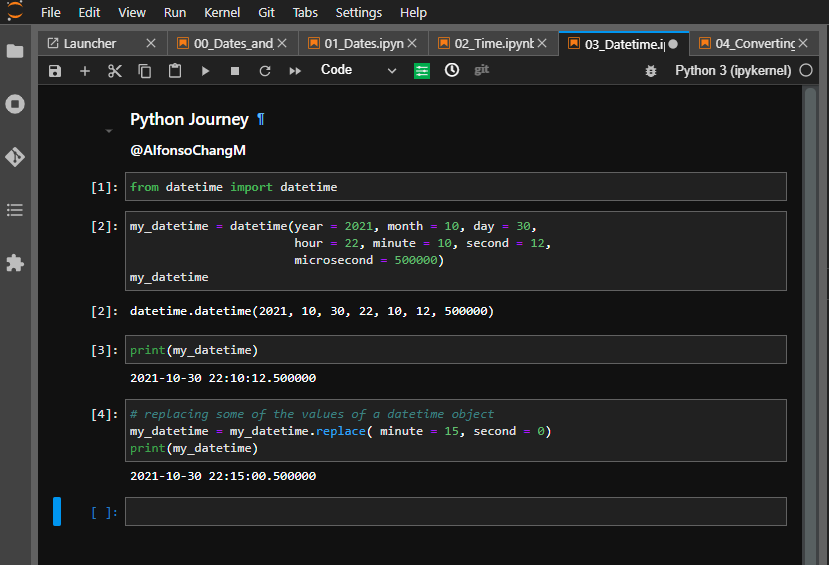 File Edit View Run Kernel Git Tabs Settings Help
Launcher 00_Dates_and_ 01_Dates.ipyn 02_Time.ipynb 03_Datetime.ip 04_Converting
Code git Python 3 (ipykernel)
Python Journey ¶
@AlfonsoChangM
[1]: from datetime import datetime
[2]: my_datetime = datetime(year = 2021, month = 10, day = 30,
hour = 22, minute = 10, second = 12,
microsecond = 500000)
my_datetime
[2]: datetime.datetime(2021, 10, 30, 22, 10, 12, 500000)
[3]: print(my_datetime)
2021-10-30 22:10:12.500000
[4]: # replacing some of the values of a datetime object
my_datetime = my_datetime.replace( minute = 15, second = 0)
print(my_datetime)
2021-10-30 22:15:00.500000
[ ]: